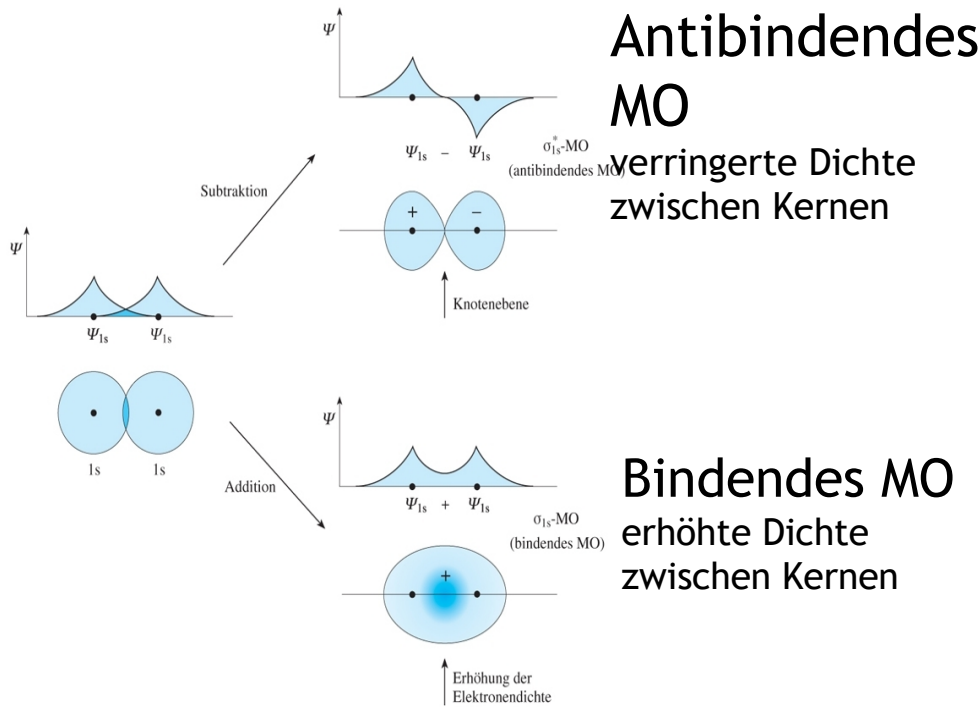 Ψ
Antibindendes
MO
verringerte Dichte
zwischen Kernen
Ψ1s – Ψ1s
σ*1s-MO
(antibindendes MO)
Subtraktion
+ –
Knotenebene
Ψ
Ψ1s Ψ1s
1s 1s
Addition
Ψ
Ψ1s + Ψ1s
σ1s-MO
(bindendes MO)
Bindendes MO
erhöhte Dichte
zwischen Kernen
+
Erhöhung der
Elektronendichte